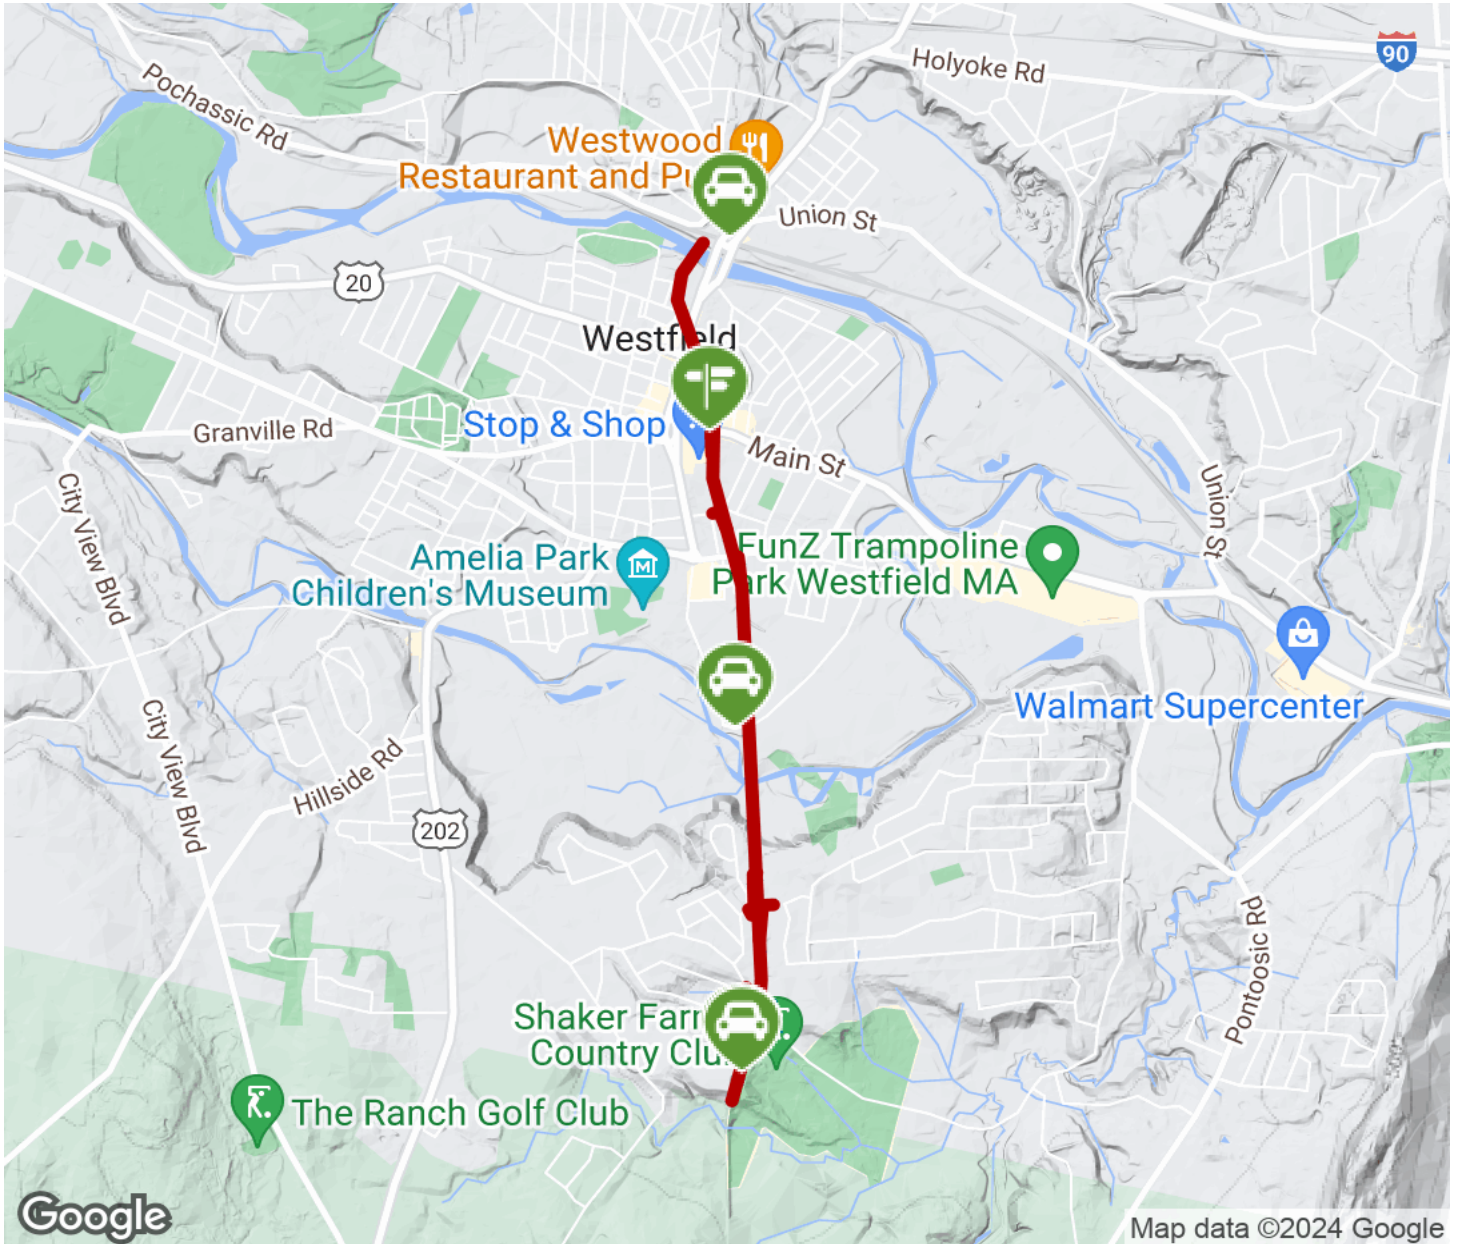 90
Holyoke Rd
Pochassic Rd
Westwood
Restaurant and
Union St
20
Westfield
Stop & Shop
Granville Rd
Main St
Union St
City View Blvd
Amelia Park
Children's Museum
FunZ Trampoline
Park Westfield MA
Walmart Supercenter
City View Blvd
Hillside Rd
202
Pontoosic Rd
Shaker Farm
Country
The Ranch Golf Club
Google
Map data ©2024 Google